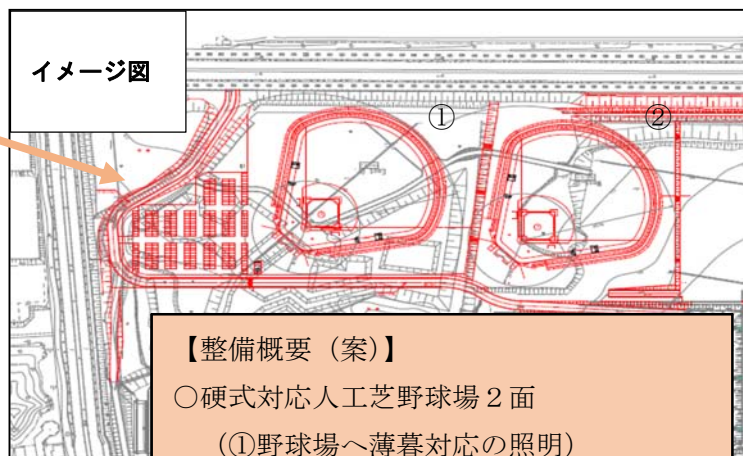 イメージ図
① ②
【整備概要（案）】
○硬式対応人工芝野球場２面
（①野球場へ薄暮対応の照明）